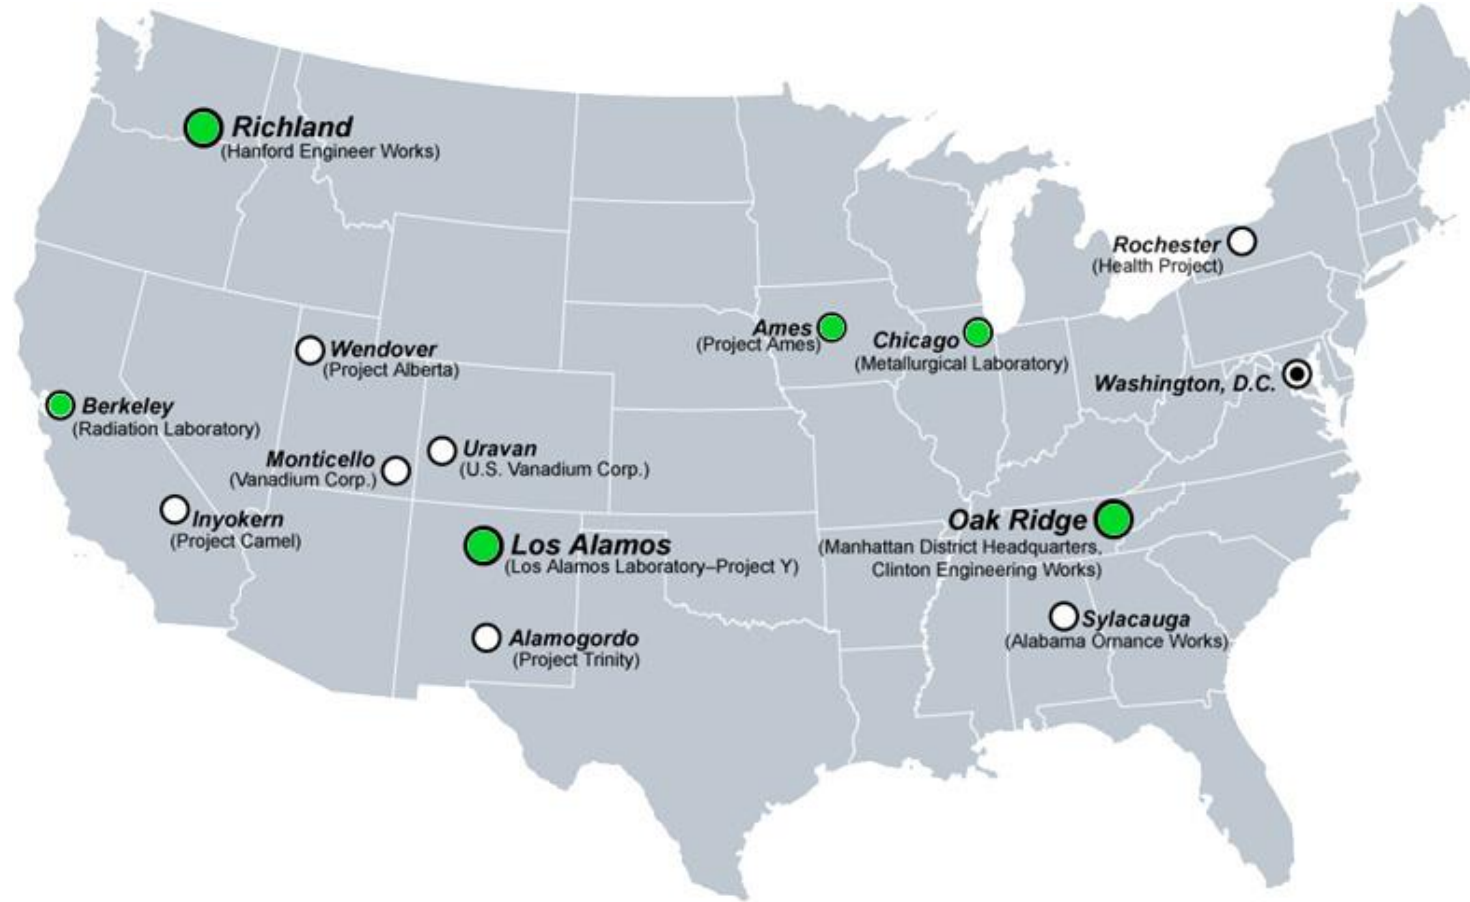 Richland
(Hanford Engineer Works)
Rochester
(Health Project)
Ames
(Project Ames)
Chicago
(Metallurgical Laboratory)
Wendover
(Project Alberta)
Washington, D.C.
Berkeley
(Radiation Laboratory)
Monticello
(Vanadium Corp.)
Uravan
(U.S. Vanadium Corp.)
Inyokern
(Project Camel)
Los Alamos
(Los Alamos Laboratory–Project Y)
Oak Ridge
(Manhattan District Headquarters,
Clinton Engineering Works)
Alamogordo
(Project Trinity)
Sylacauga
(Alabama Ornance Works)